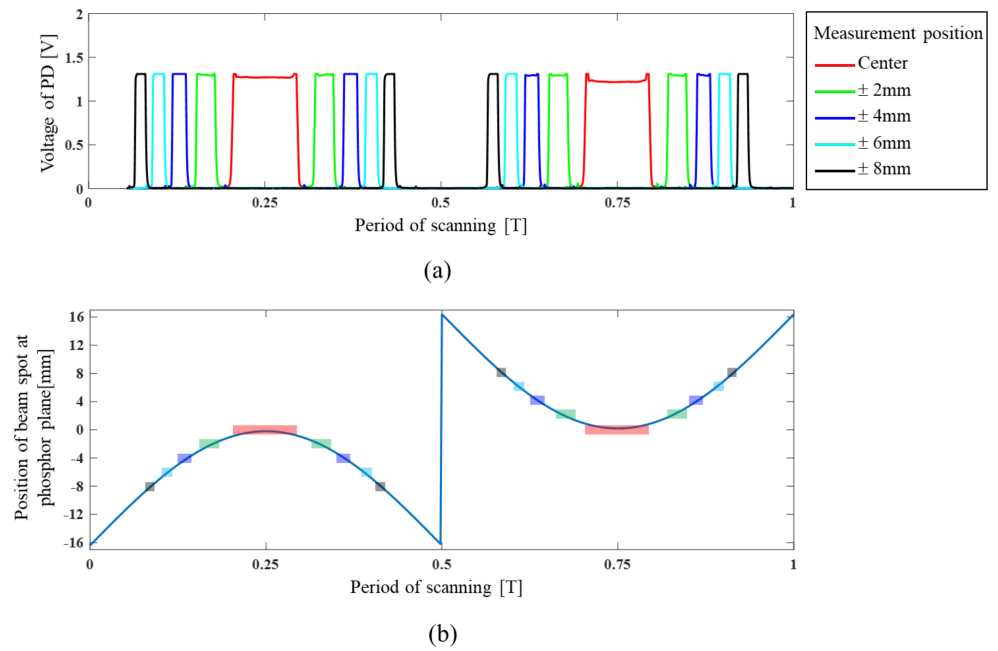 2
1.5
1
0.5
0
Voltage of PD [V]
0
0.25
0.5
0.75
1
Period of scanning [T]
Measurement position
Center
± 2mm
± 4mm
± 6mm
± 8mm
(a)
16
12
8
4
0
-4
-8
-12
-16
Position of beam spot at
phosphor plane[mm]
0
0.25
0.5
0.75
1
Period of scanning [T]
(b)